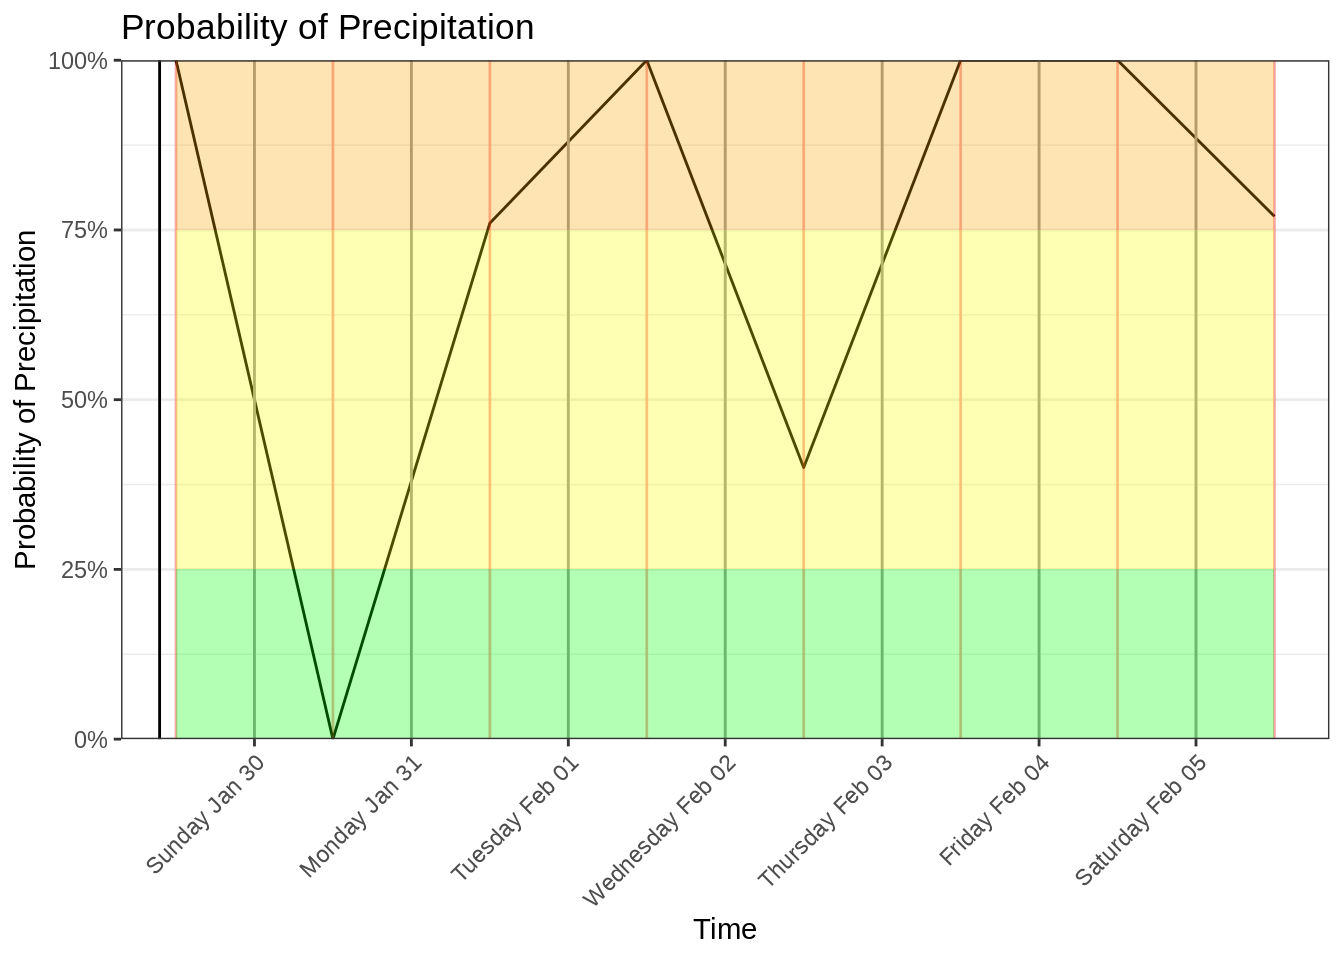 Probability of Precipitation
Probability of Precipitation
100%
75%
50%
25%
0%
Sunday Jan 30
Monday Jan 31
Tuesday Feb 01
Wednesday Feb 02
Thursday Feb 03
Friday Feb 04
Saturday Feb 05
Time